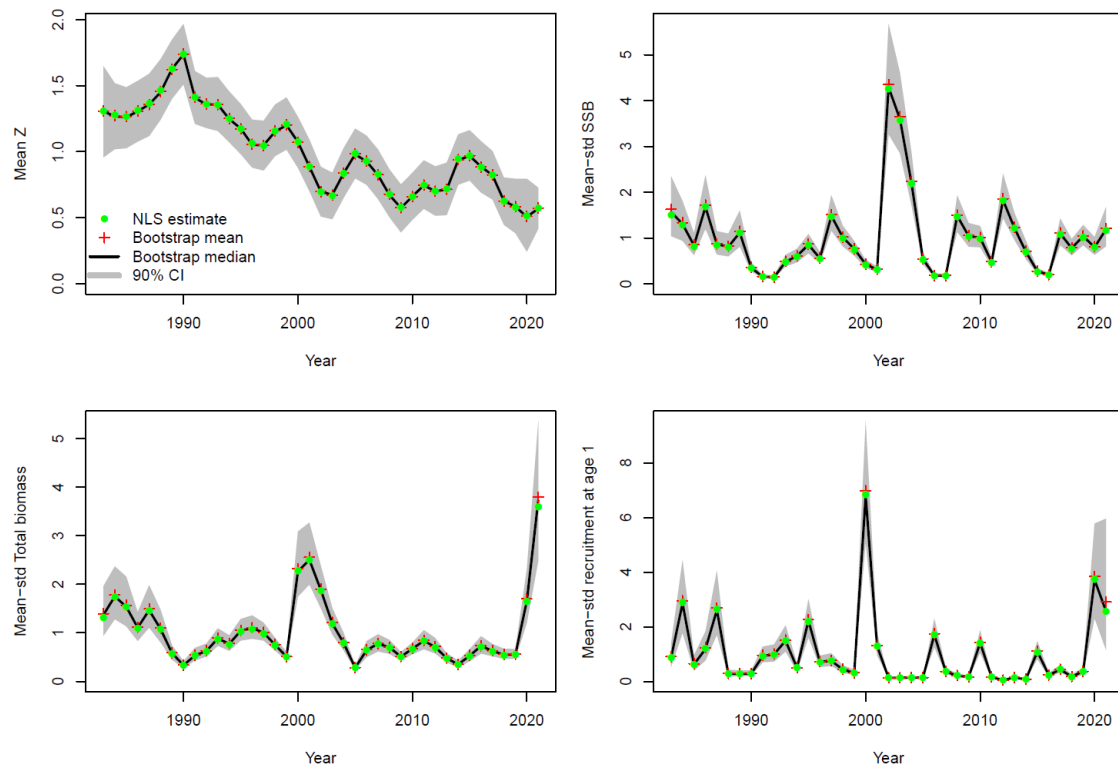 2.0
1.5
1.0
0.5
0.0
Mean Z
NLS estimate
Bootstrap mean
Bootstrap median
90% CI
1990 2000 2010 2020
Year
5
4
3
2
1
0
Mean-std SSB
1990 2000 2010 2020
Year
5
4
3
2
1
0
Mean-std Total biomass
1990 2000 2010 2020
Year
8
6
4
2
0
Mean-std recruitment at age 1
1990 2000 2010 2020
Year